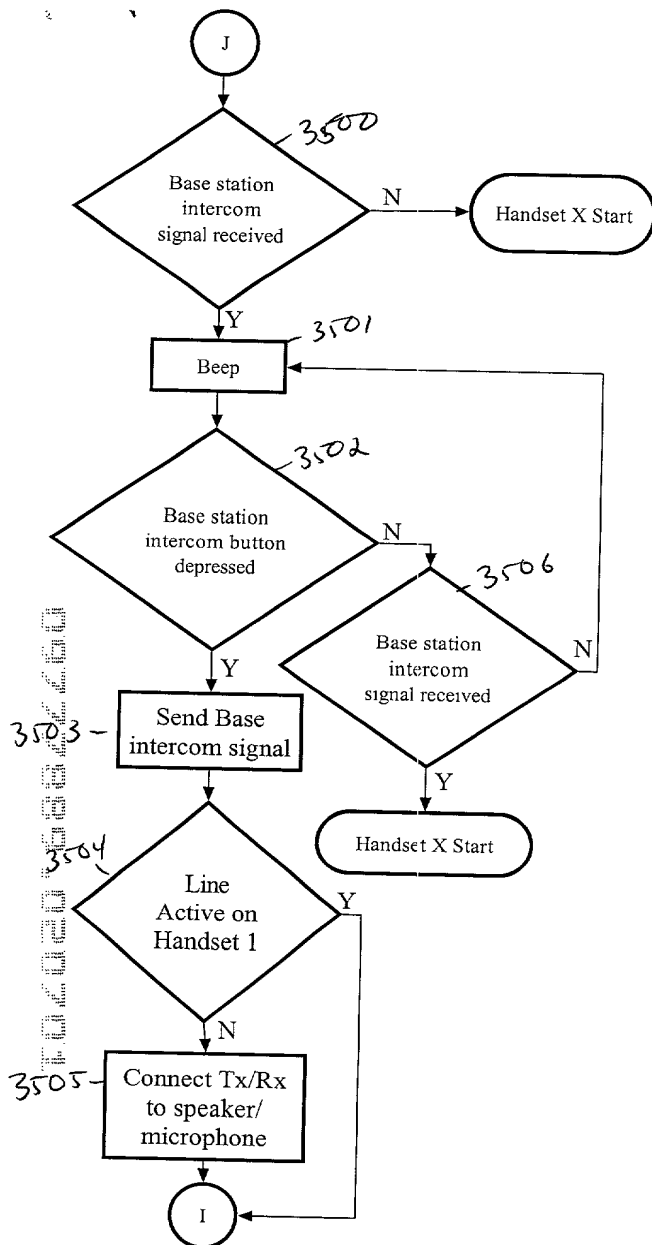 J
3500
Base station
intercom
signal received
N
Handset X Start
Y
3501
Beep
3502
Base station
intercom button
depressed
N
3506
Base station
intercom
signal received
N
Y
Handset X Start
Y
3503
Send Base
intercom signal
3504
Line
Active on
Handset 1
Y
N
3505
Connect Tx/Rx
to speaker/
microphone
I